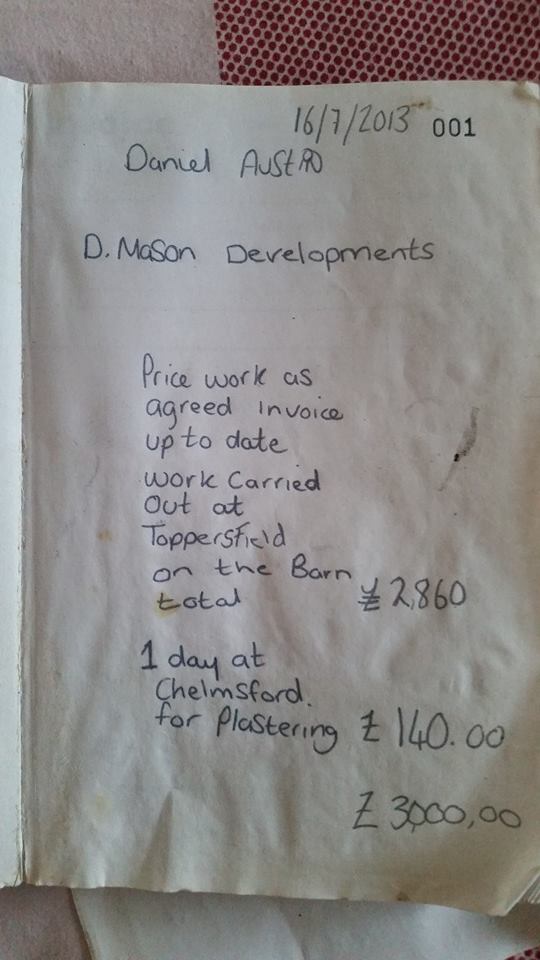 16/7/2013 001
Daniel
D. Mason Developments
Price work as
agreed invoice
up to date
work Carried
Out at
Toppersfield
on the Barn
total £2,860
1 day at
Chelmsford.
for Plastering £140.00
£3000,00